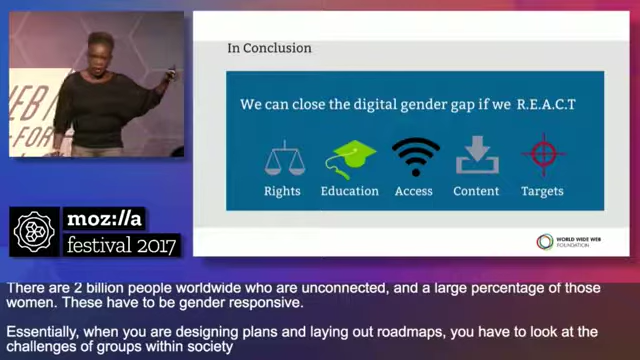 In Conclusion
We can close the digital gender gap if we R.E.A.C.T
Rights Education Access Content Targets
WORLD WIDE WEB
FOUNDATION
moz://a
festival 2017
There are 2 billion people worldwide who are unconnected, and a large percentage of those
women. These have to be gender responsive.
Essentially, when you are designing plans and laying out roadmaps, you have to look at the
challenges of groups within society